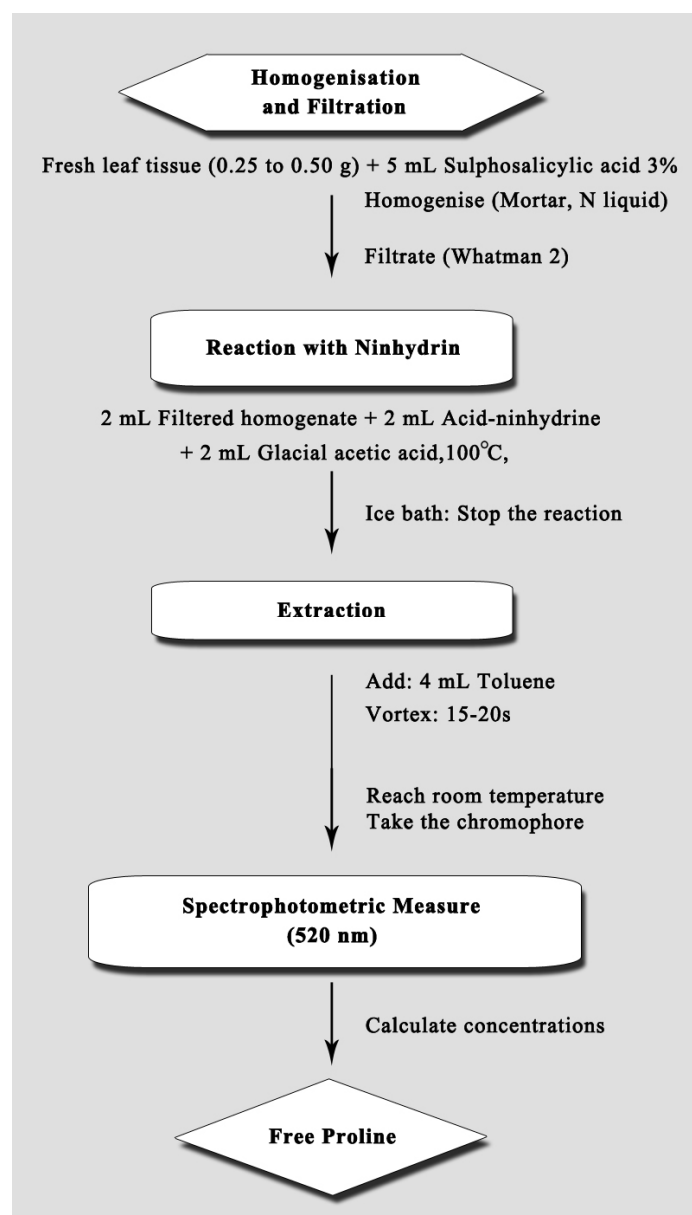 Homogenisation
and Filtration
Fresh leaf tissue (0.25 to 0.50 g) + 5 mL Sulphosalicylic acid 3%
Homogenise (Mortar, N liquid)
Filtrate (Whatman 2)
Reaction with Ninhydrin
2 mL Filtered homogenate + 2 mL Acid-ninhydrine
+ 2 mL Glacial acetic acid,100℃,
Ice bath: Stop the reaction
Extraction
Add: 4 mL Toluene
Vortex: 15-20s
Reach room temperature
Take the chromophore
Spectrophotometric Measure
(520 nm)
Calculate concentrations
Free Proline